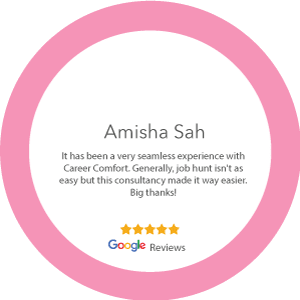 Amisha Sah
It has been a very seamless experience with
Career Comfort. Generally, job hunt isn't as
easy but this consultancy made it way easier.
Big thanks!
Google Reviews